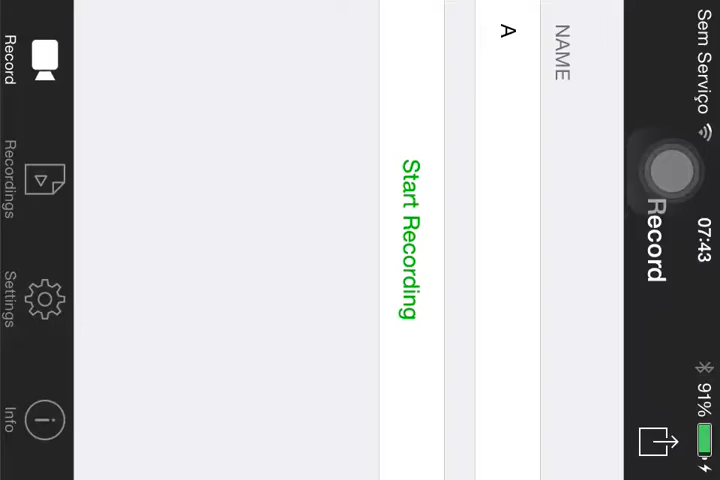 Sem Serviço 07:43 91%
Record
NAME
A
Start Recording
Record Recordings Settings Info